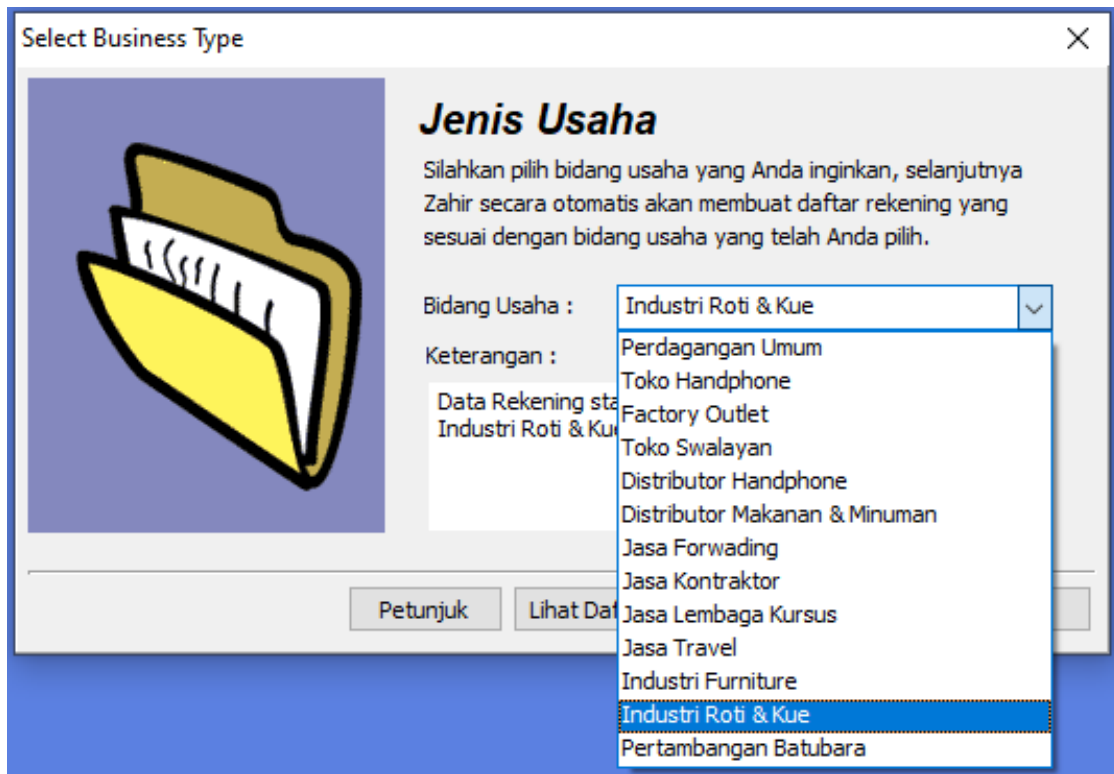 Select Business Type
Jenis Usaha
Silahkan pilih bidang usaha yang Anda inginkan, selanjutnya
Zahir secara otomatis akan membuat daftar rekening yang
sesuai dengan bidang usaha yang telah Anda pilih.
Bidang Usaha : Industri Roti & Kue
Keterangan :
Data Rekening
Industri Roti &
Perdagangan Umum
Toko Handphone
Factory Outlet
Toko Swalayan
Distributor Handphone
Distributor Makanan & Minuman
Jasa Forwading
Jasa Kontraktor
Jasa Lembaga Kursus
Jasa Travel
Industri Furniture
Industri Roti & Kue
Pertambangan Batubara
Petunjuk
Lihat